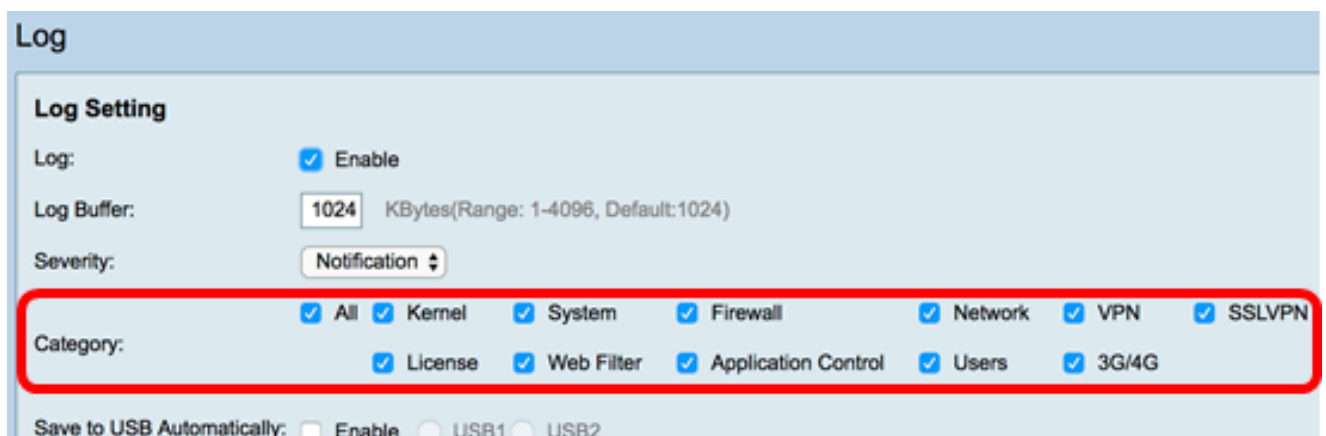 Log
Log Setting
Log: Enable
Log Buffer: 1024 KBytes(Range: 1-4096, Default:1024)
Severity: Notification
All Kernel System Firewall Network VPN SSLVPN
Category:
License Web Filter Application Control Users 3G/4G
Save to USB Automatically: Enable USB1 USB2